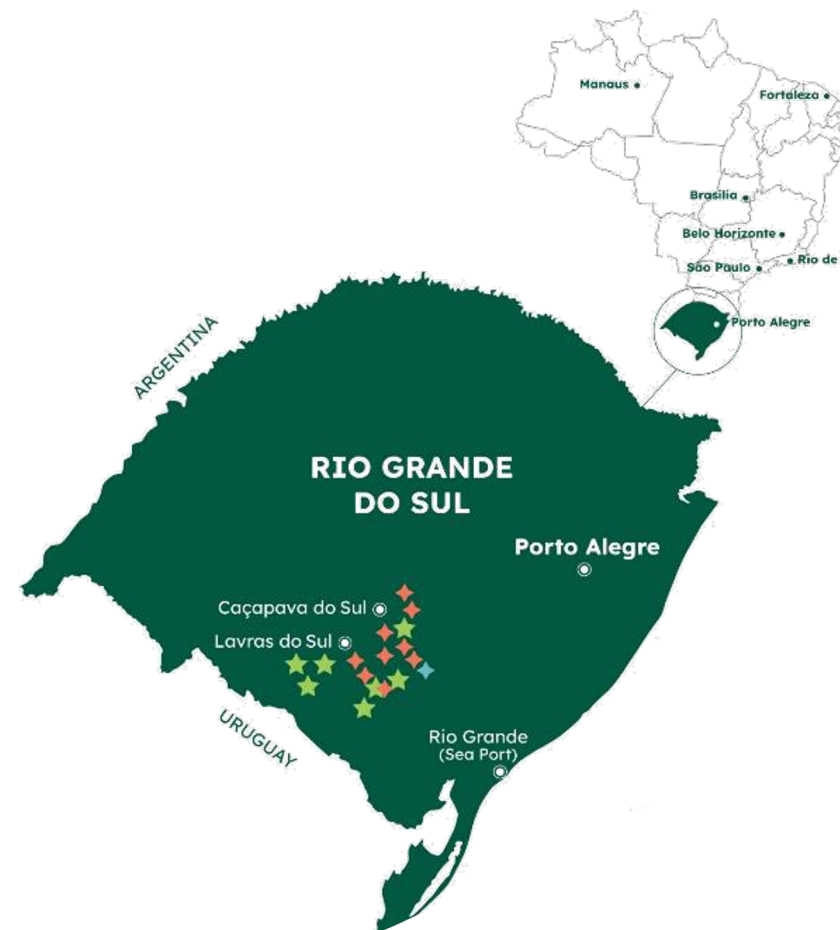 Manaus
Fortaleza
Brasilia
Belo Horizonte
São Paulo
Rio de
Porto Alegre
ARGENTINA
RIO GRANDE
DO SUL
Porto Alegre
Caçapava do Sul
Lavras do Sul
URUGUAY
Rio Grande
(Sea Port)